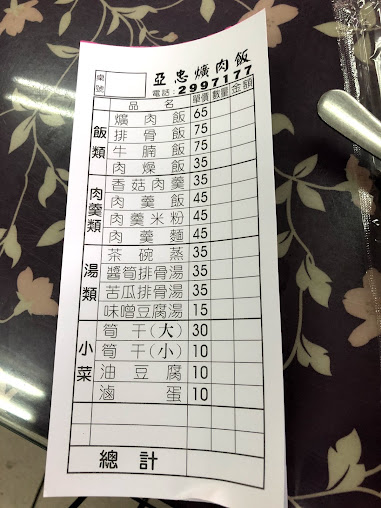 亞忠爌肉飯
桌號 電話:2997177
品名 單價 數量 金額
飯類
爌肉飯 65
排骨飯 75
牛腩飯 75
肉燥飯 35
肉羹類
香菇肉羹 35
肉羹飯 45
肉羹米粉 45
肉羹麵 45
湯類
茶碗蒸 35
醬筍排骨湯 35
苦瓜排骨湯 35
味噌豆腐湯 15
小菜
筍干(大) 30
筍干(小) 10
油豆腐 10
滷蛋 10
總計